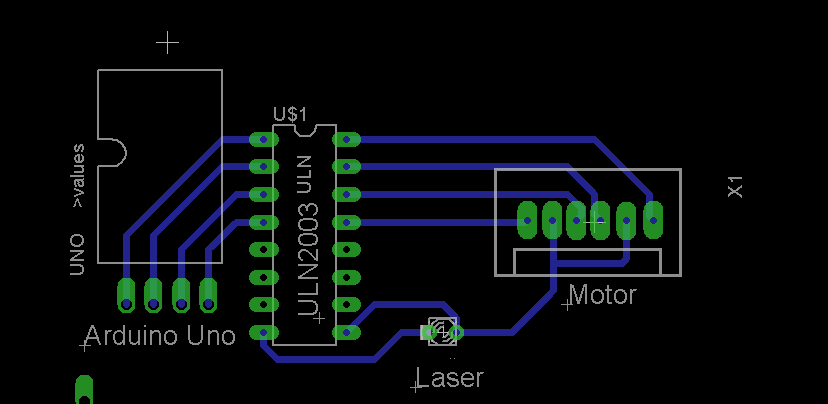 U$1
ULN
ULN2003
>values
UNO
X1
Motor
Arduino Uno
Laser